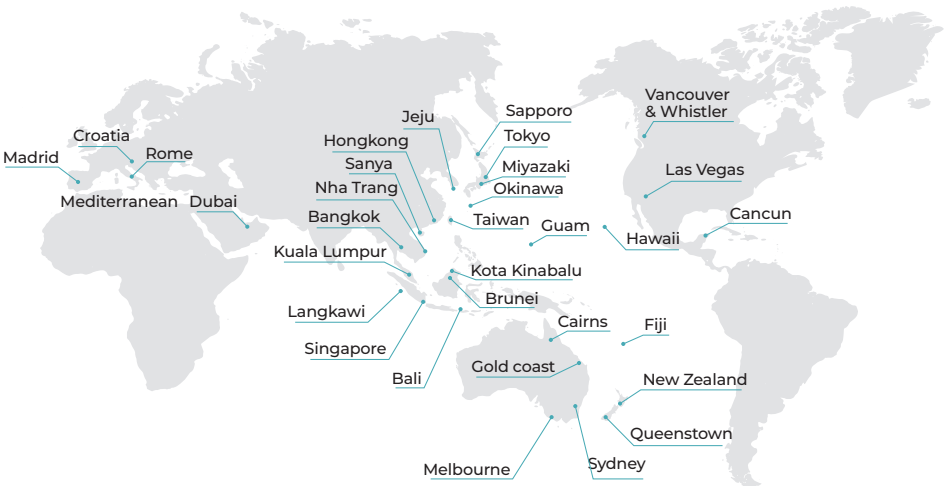 Vancouver
& Whistler
Jeju
Sapporo
Croatia
Tokyo
Hongkong
Madrid
Rome
Sanya
Miyazaki
Las Vegas
Nha Trang
Okinawa
Mediterranean
Dubai
Bangkok
Taiwan
Guam
Cancun
Hawaii
Kuala Lumpur
Kota Kinabalu
Brunei
Langkawi
Cairns
Fiji
Singapore
Gold coast
Bali
New Zealand
Queenstown
Melbourne
Sydney